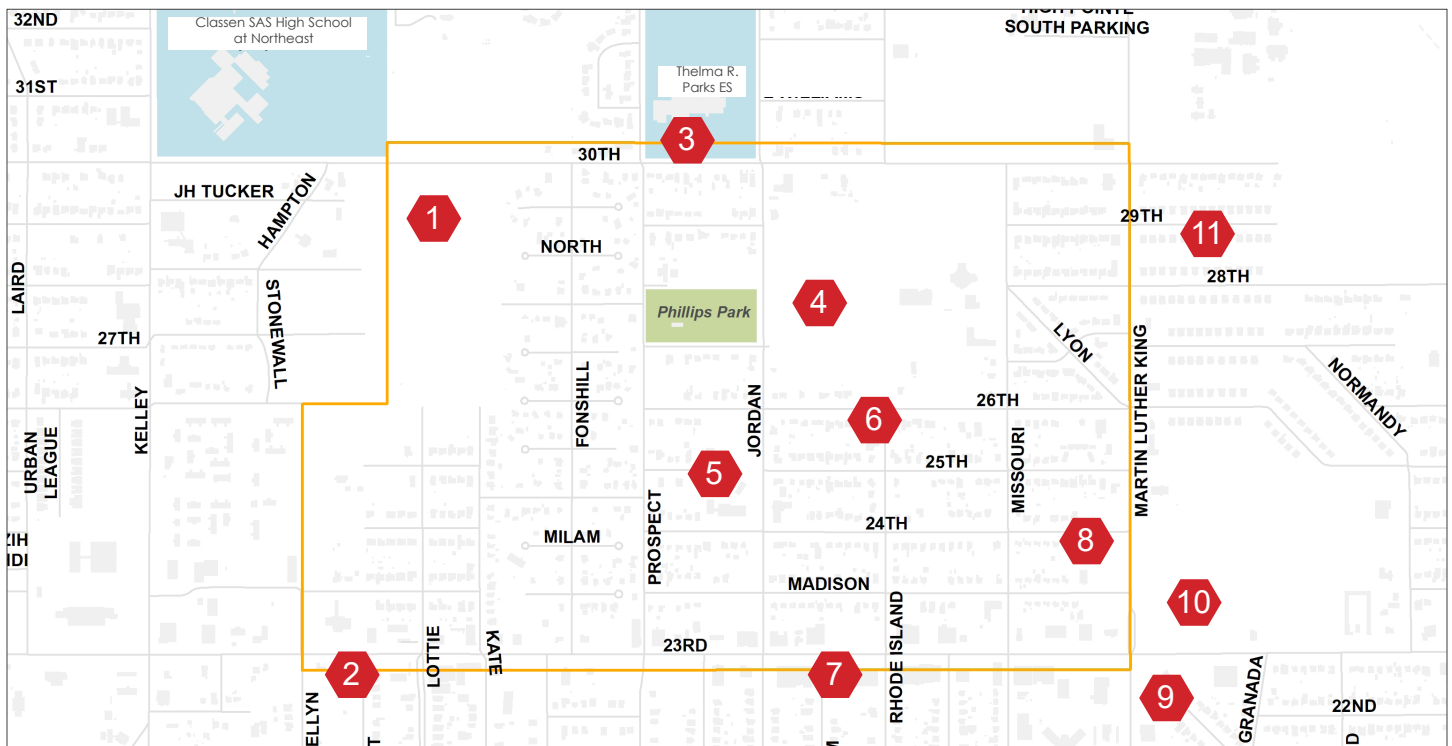 32ND
Classen SAS High School
at Northeast
Thelma R.
Parks ES
SOUTH PARKING
31ST
3
30TH
JH TUCKER
HAMPTON
1
NORTH
29TH
11
28TH
LAIRD
STONEWALL
Phillips Park
4
27TH
LYON
MARTIN LUTHER KING
NORMANDY
KELLEY
FONSHILL
JORDAN
26TH
6
MISSOURI
URBAN
LEAGUE
5
25TH
PROSPECT
24TH
MILAM
8
MADISON
10
RHODE ISLAND
LOTTIE
KATE
23RD
2
7
9
GRANADA
22ND
ELLYN
T
D